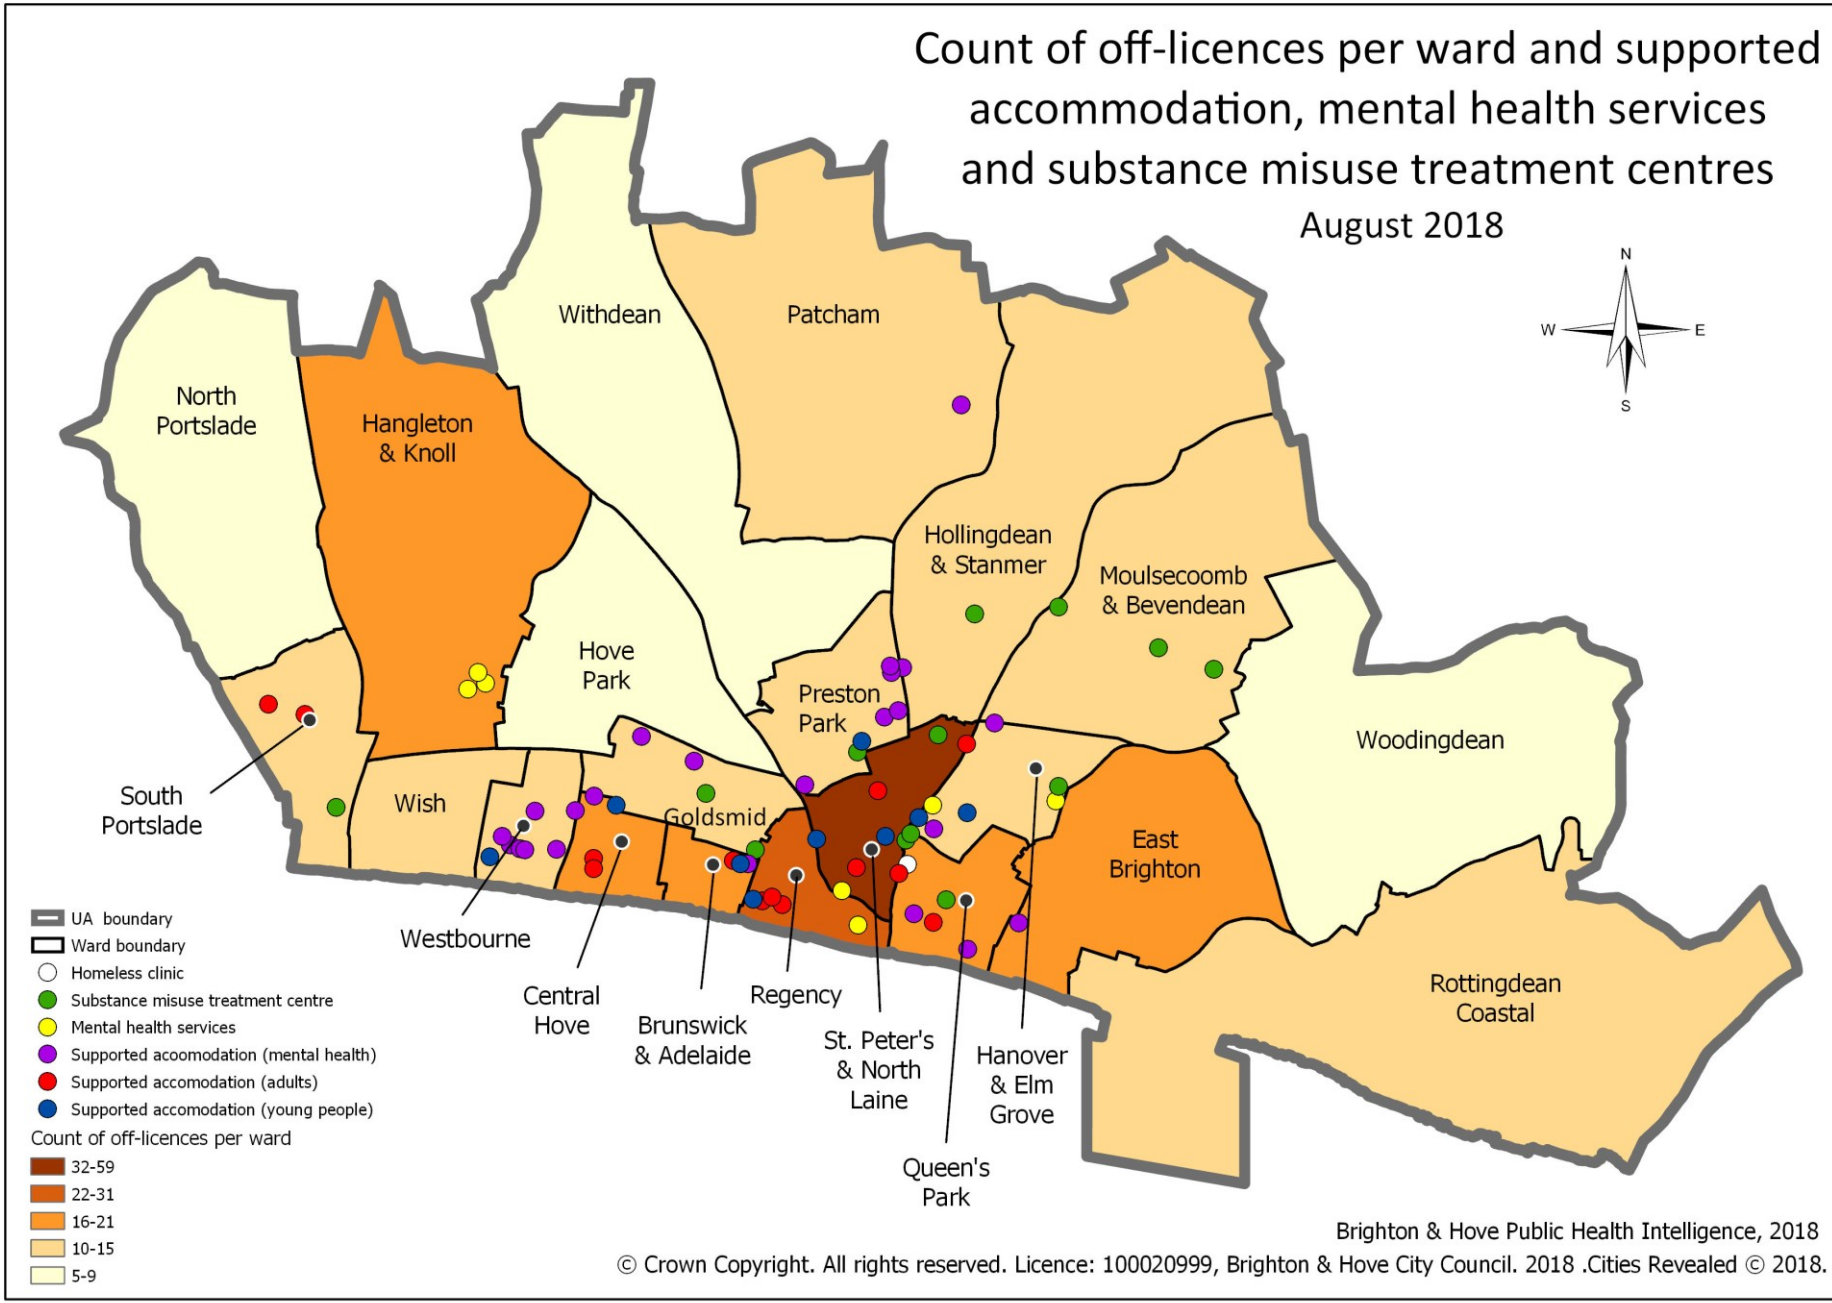 Count of off-licences per ward and supported
accommodation, mental health services
and substance misuse treatment centres
August 2018
N
W
E
S
Withdean
Patcham
North
Portslade
Hangleton
& Knoll
Hollingdean
& Stanmer
Moulsecoomb
& Bevendean
Hove
Park
Preston
Park
Woodingdean
South
Portslade
Wish
Goldsmid
East
Brighton
Westbourne
Central
Hove
Brunswick
& Adelaide
Regency
St. Peter's
& North
Laine
Hanover
& Elm
Grove
Queen's
Park
Rottingdean
Coastal
UA boundary
Ward boundary
Homeless clinic
Substance misuse treatment centre
Mental health services
Supported acoomodation (mental health)
Supported accomodation (adults)
Supported accomodation (young people)
Count of off-licences per ward
32-59
22-31
16-21
10-15
5-9
Brighton & Hove Public Health Intelligence, 2018
© Crown Copyright. All rights reserved. Licence: 100020999, Brighton & Hove City Council. 2018 .Cities Revealed © 2018.